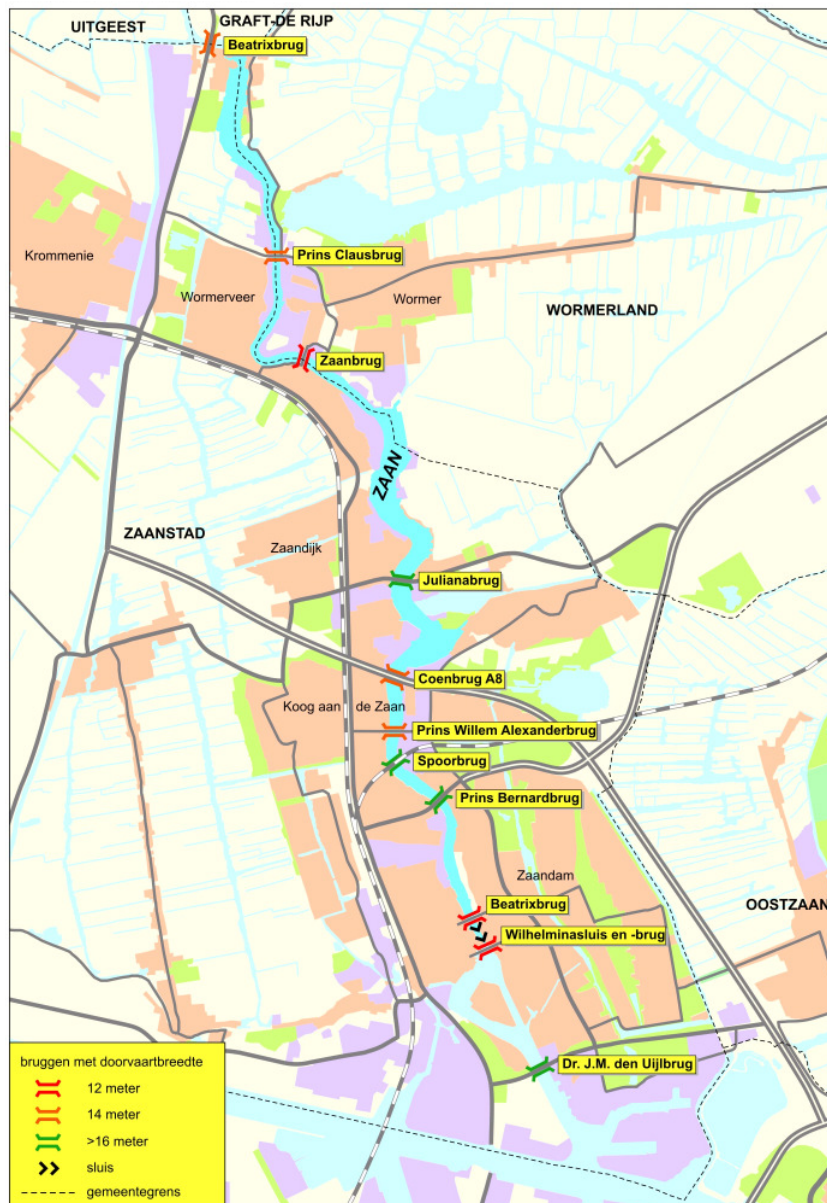 UITGEEST
GRAFT-DE RIJP
Beatrixbrug
Krommenie
Prins Clausbrug
Wormerveer
Wormer
WORMERLAND
Zaanbrug
ZAAN
ZAANSTAD
Zaandijk
Julianabrug
Coenbrug A8
Koog aan de Zaan
Prins Willem Alexanderbrug
Spoorbrug
Prins Bernardbrug
Zaandam
Beatrixbrug
OOSTZAAN
Wilhelminasluis en -brug
Dr. J.M. den Uijlbrug
bruggen met doorvaartbreedte
12 meter
14 meter
>16 meter
sluis
gemeentegrens